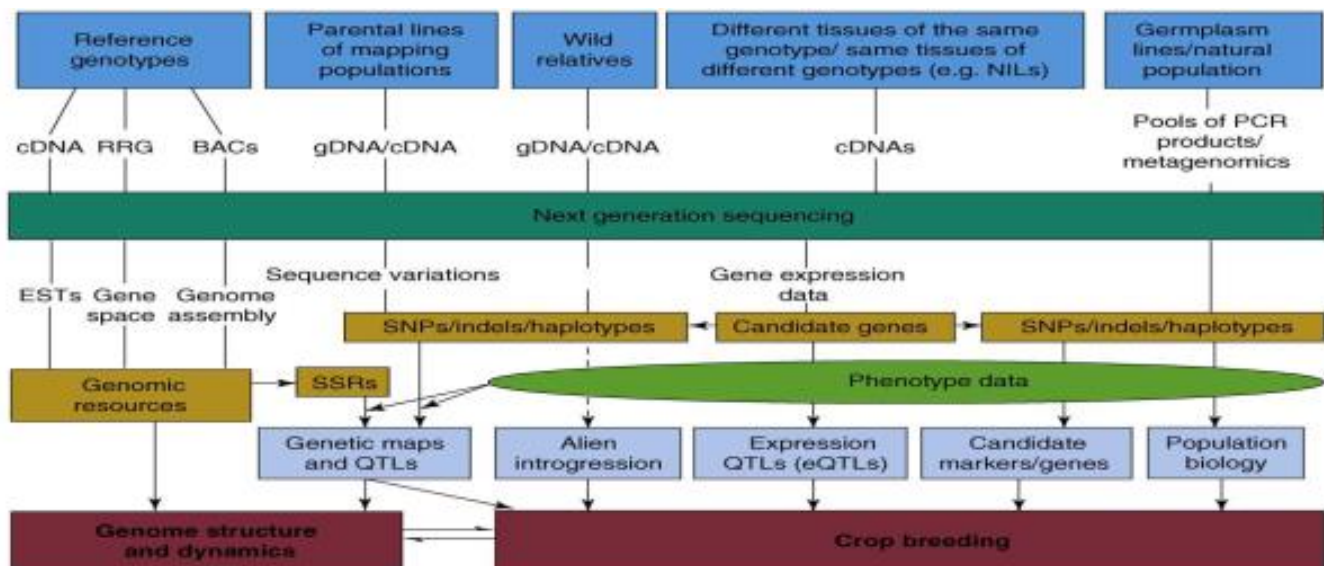 Reference
genotypes
Parental lines
of mapping
populations
Wild
relatives
Different tissues of the same
genotype/ same tissues of
different genotypes (e.g. NILs)
Germplasm
lines/natural
population
cDNA
RRG
BACs
gDNA/cDNA
gDNA/cDNA
cDNAs
Pools of PCR
products/
metagenomics
Next generation sequencing
ESTs
Gene
space
Genome
assembly
Sequence variations
Gene expression
data
SNPs/indels/haplotypes
Candidate genes
SNPs/indels/haplotypes
Genomic
resources
SSRs
Phenotype data
Genetic maps
and QTLs
Alien
introgression
Expression
QTLs (eQTLs)
Candidate
markers/genes
Population
biology
Genome structure
and dynamics
Crop breeding